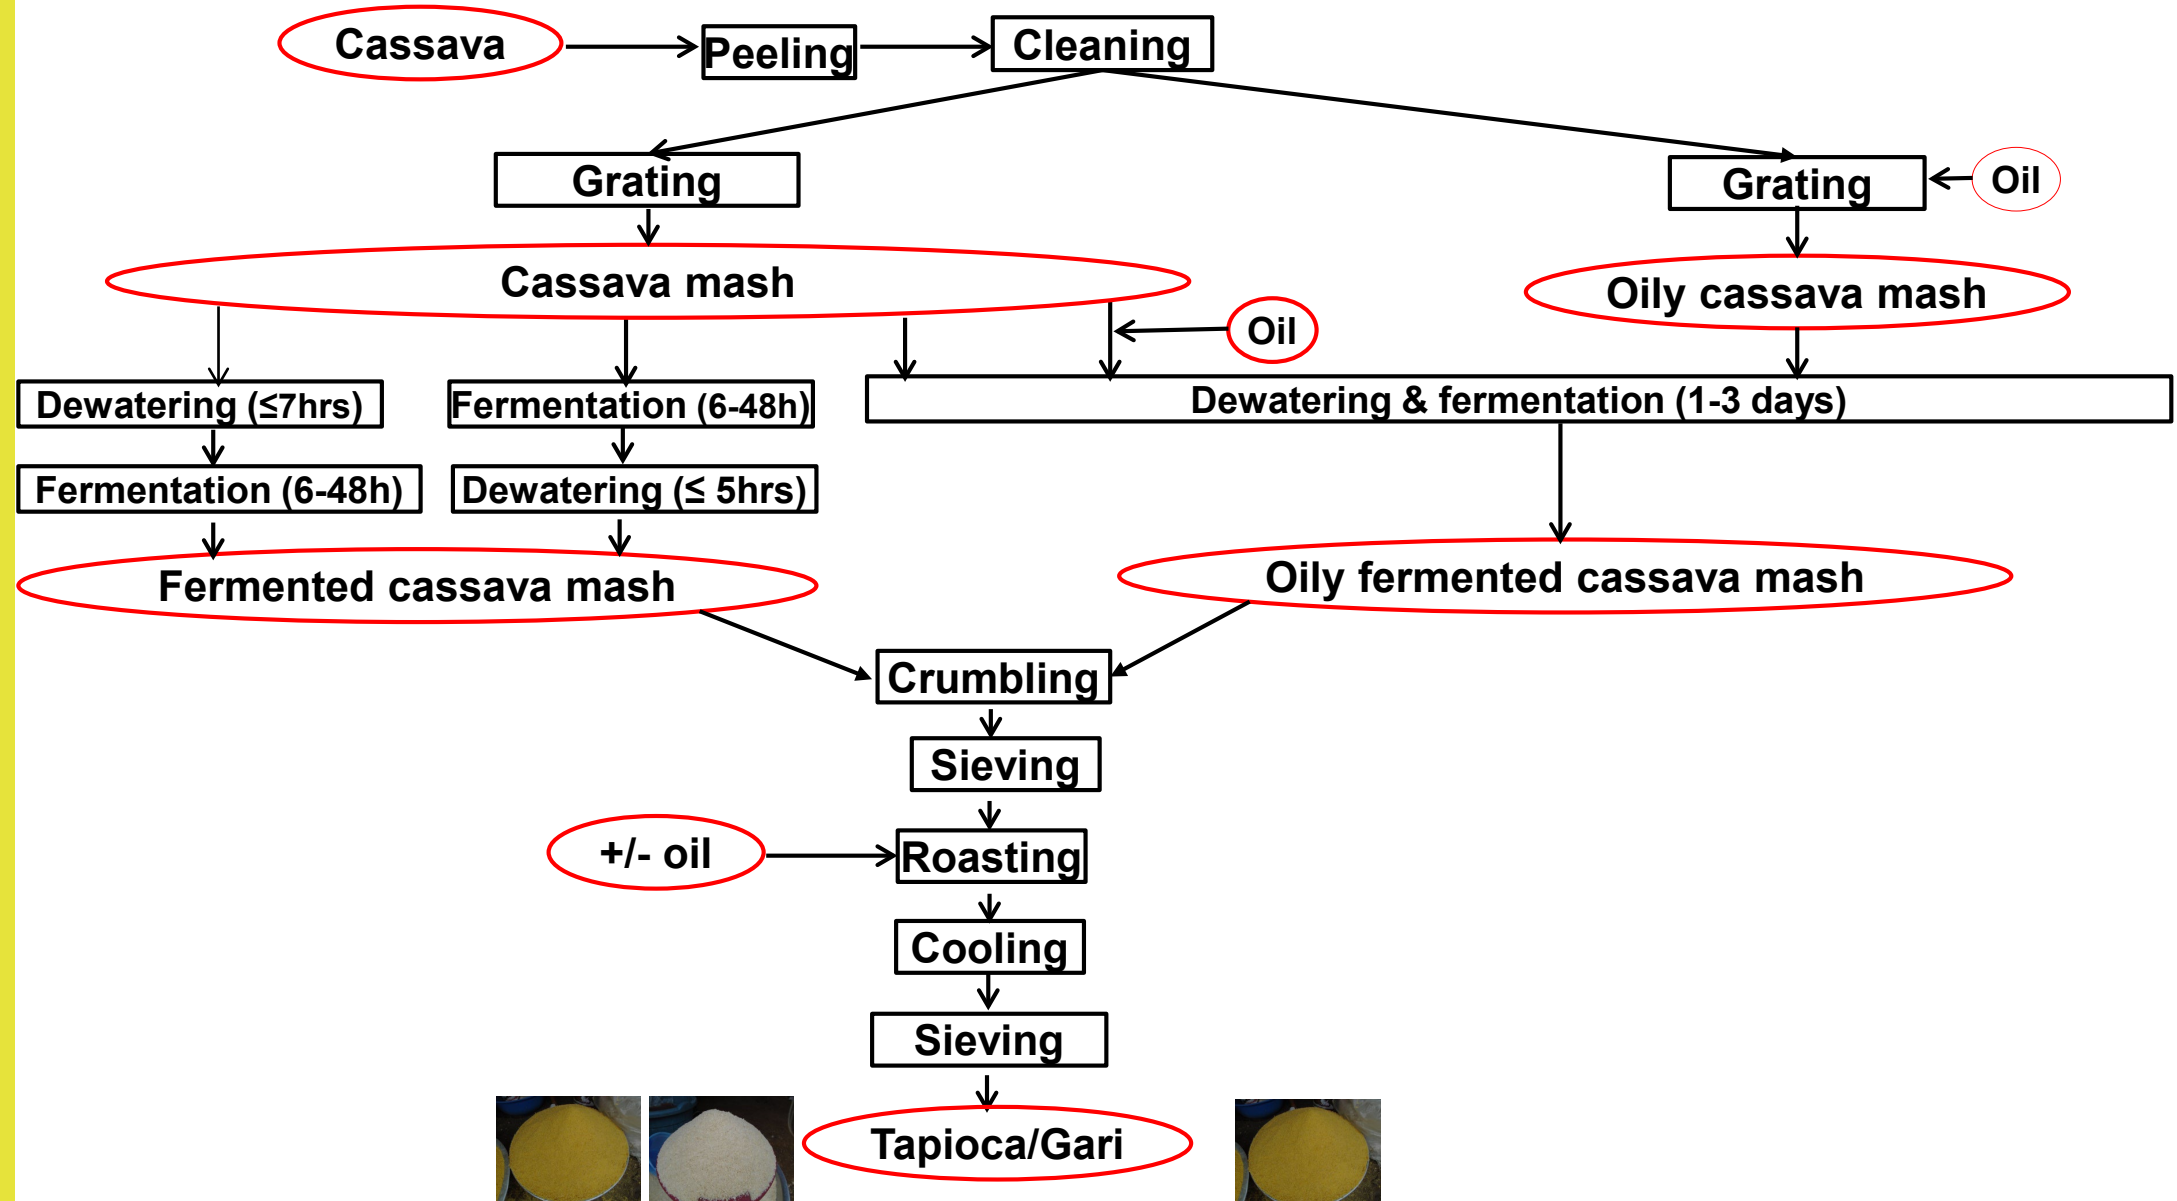 Cassava
Peeling
Cleaning
Grating
Grating
Oil
Cassava mash
Oily cassava mash
Oil
Dewatering (≤7hrs)
Fermentation (6-48h)
Dewatering & fermentation (1-3 days)
Fermentation (6-48h)
Dewatering (≤ 5hrs)
Fermented cassava mash
Oily fermented cassava mash
Crumbling
Sieving
+/- oil
Roasting
Cooling
Sieving
Tapioca/Gari